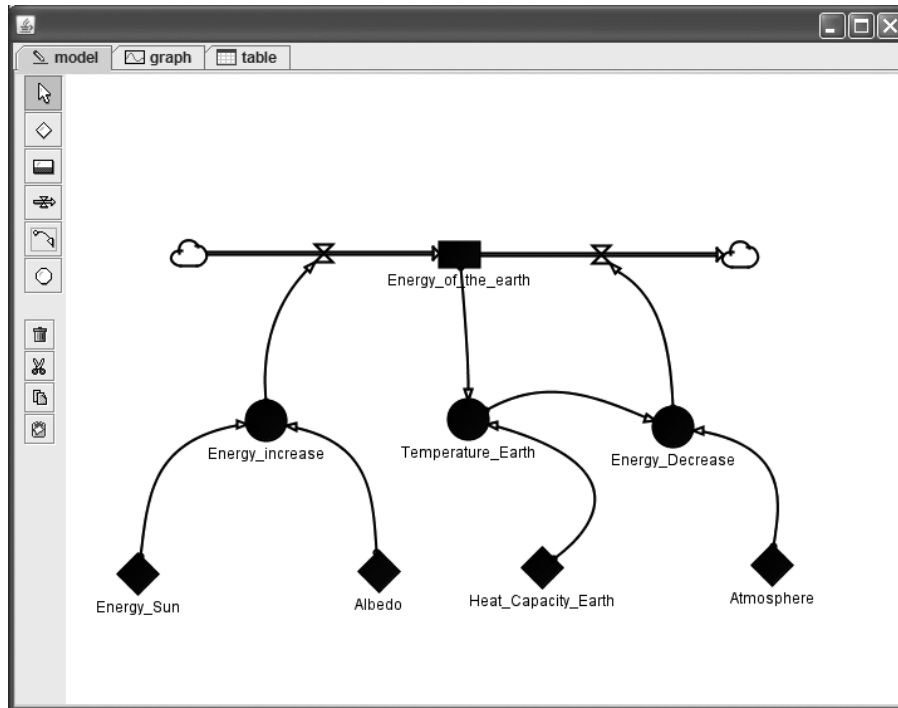 model graph table
Energy_of_the_earth
Energy_increase Temperature_Earth Energy_Decrease
Energy_Sun Albedo Heat_Capacity_Earth Atmosphere